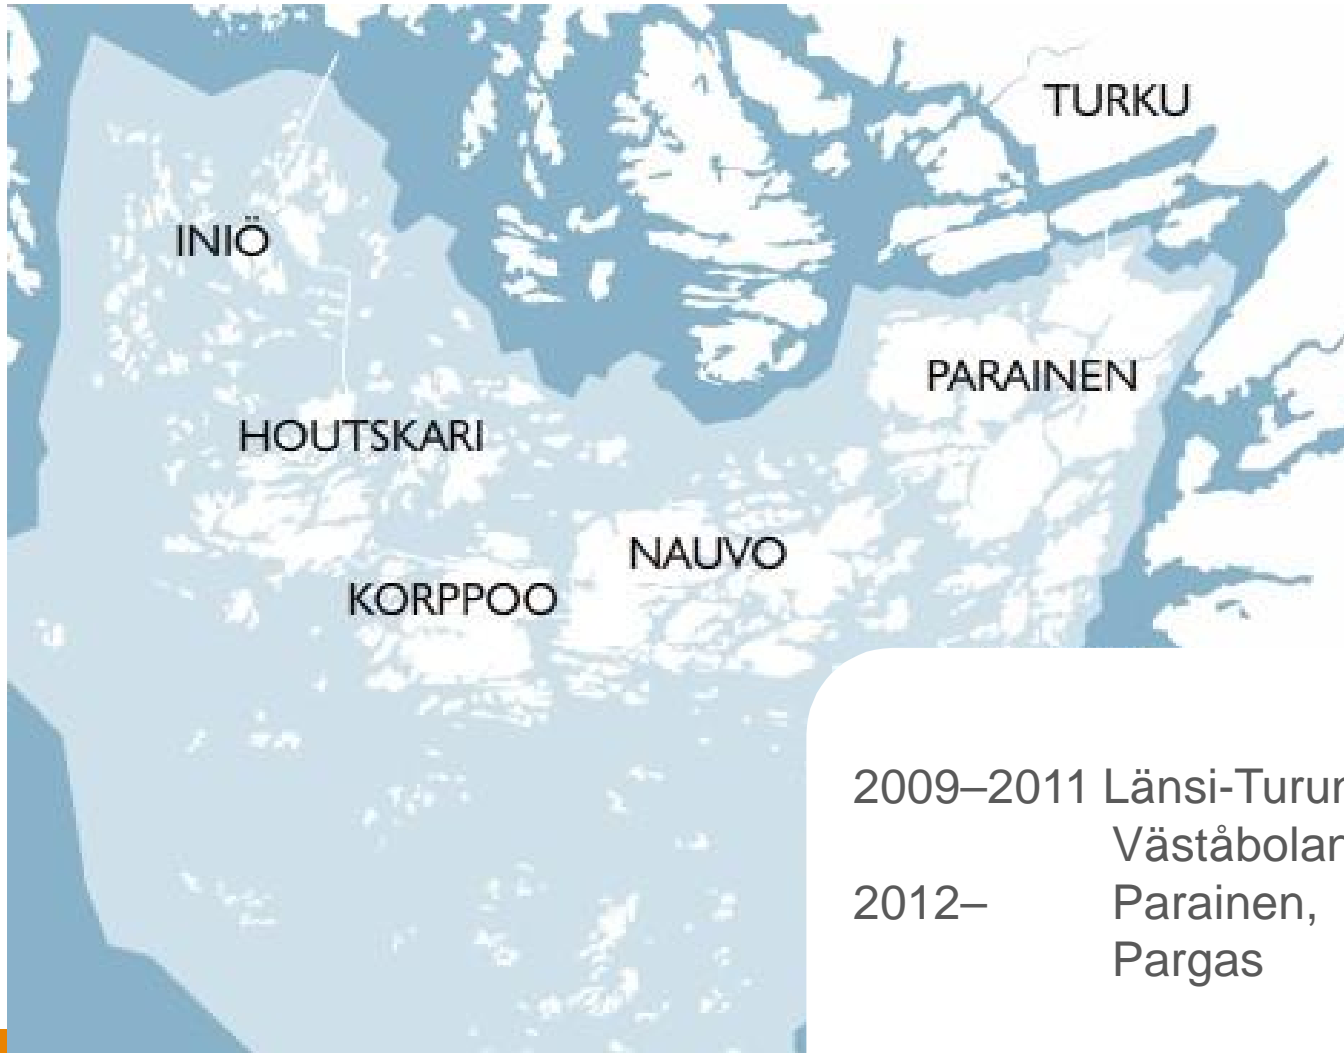 TURKU
INIÖ
PARAINEN
HOUTSKARI
NAUVO
KORPPOO
2009–2011 Länsi-Turun
Väståbolan
2012– Parainen,
Pargas